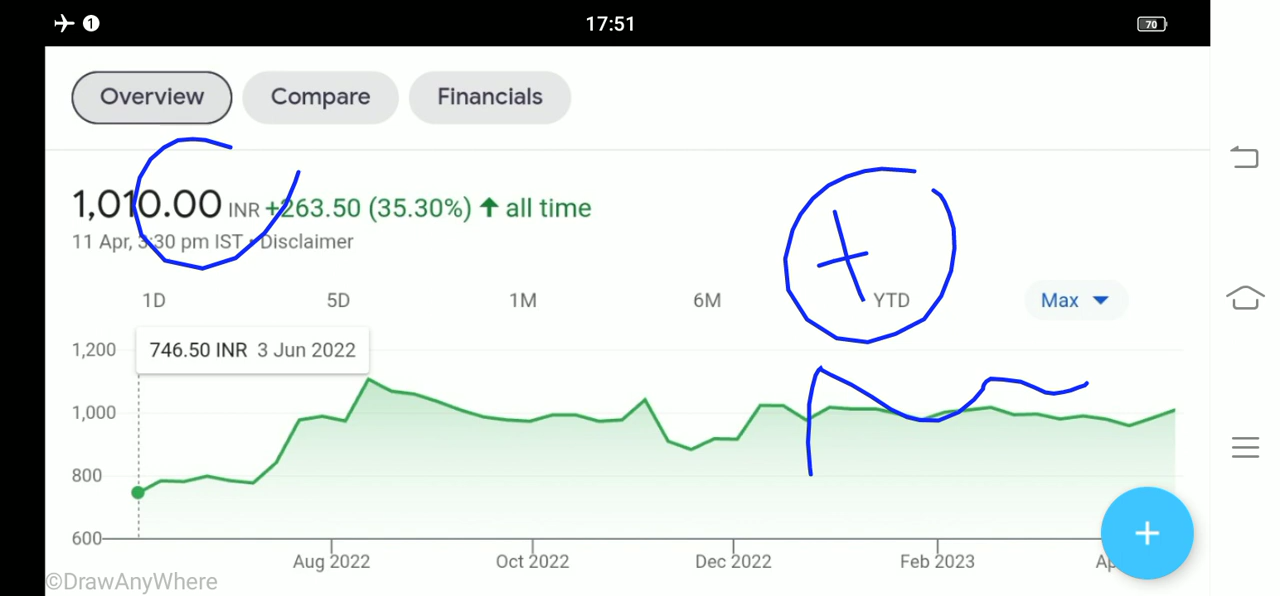 1 17:51 70
Overview Compare Financials
1,010.00 INR +263.50 (35.30%) ↑ all time
11 Apr, 3:30 pm IST • Disclaimer
1D 5D 1M 6M YTD Max
746.50 INR 3 Jun 2022
1,200
1,000
800
600
Aug 2022 Oct 2022 Dec 2022 Feb 2023
©DrawAnyWhere